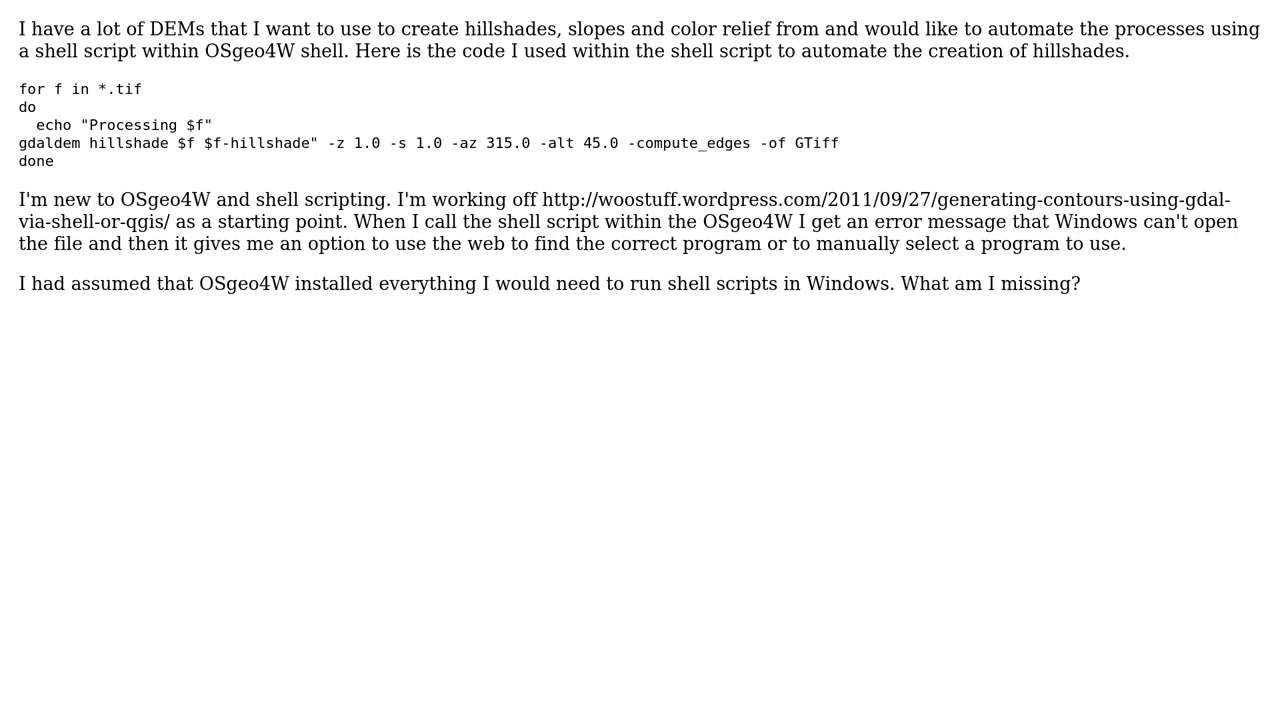 I have a lot of DEMs that I want to use to create hillshades, slopes and color relief from and would like to automate the processes using
a shell script within OSgeo4W shell. Here is the code I used within the shell script to automate the creation of hillshades.
for f in *.tif
do
  echo "Processing $f"
gdaldem hillshade $f $f-hillshade" -z 1.0 -s 1.0 -az 315.0 -alt 45.0 -compute_edges -of GTiff
done
I'm new to OSgeo4W and shell scripting. I'm working off http://woostuff.wordpress.com/2011/09/27/generating-contours-using-gdal-
via-shell-or-qgis/ as a starting point. When I call the shell script within the OSgeo4W I get an error message that Windows can't open
the file and then it gives me an option to use the web to find the correct program or to manually select a program to use.
I had assumed that OSgeo4W installed everything I would need to run shell scripts in Windows. What am I missing?